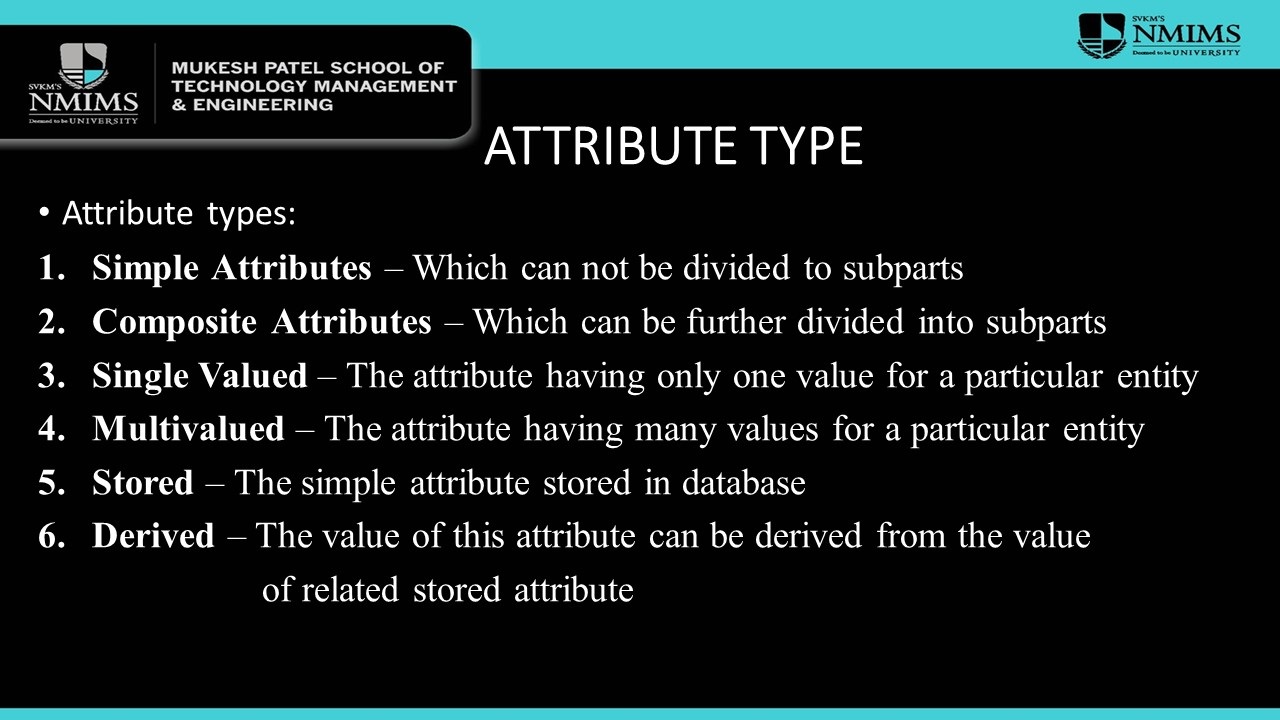 SVKM'S
NMIMS
Deemed to be UNIVERSITY
MUKESH PATEL SCHOOL OF
TECHNOLOGY MANAGEMENT
& ENGINEERING
SVKM'S
NMIMS
Deemed to be UNIVERSITY
ATTRIBUTE TYPE
• Attribute types:
1. Simple Attributes – Which can not be divided to subparts
2. Composite Attributes – Which can be further divided into subparts
3. Single Valued – The attribute having only one value for a particular entity
4. Multivalued – The attribute having many values for a particular entity
5. Stored – The simple attribute stored in database
6. Derived – The value of this attribute can be derived from the value
of related stored attribute